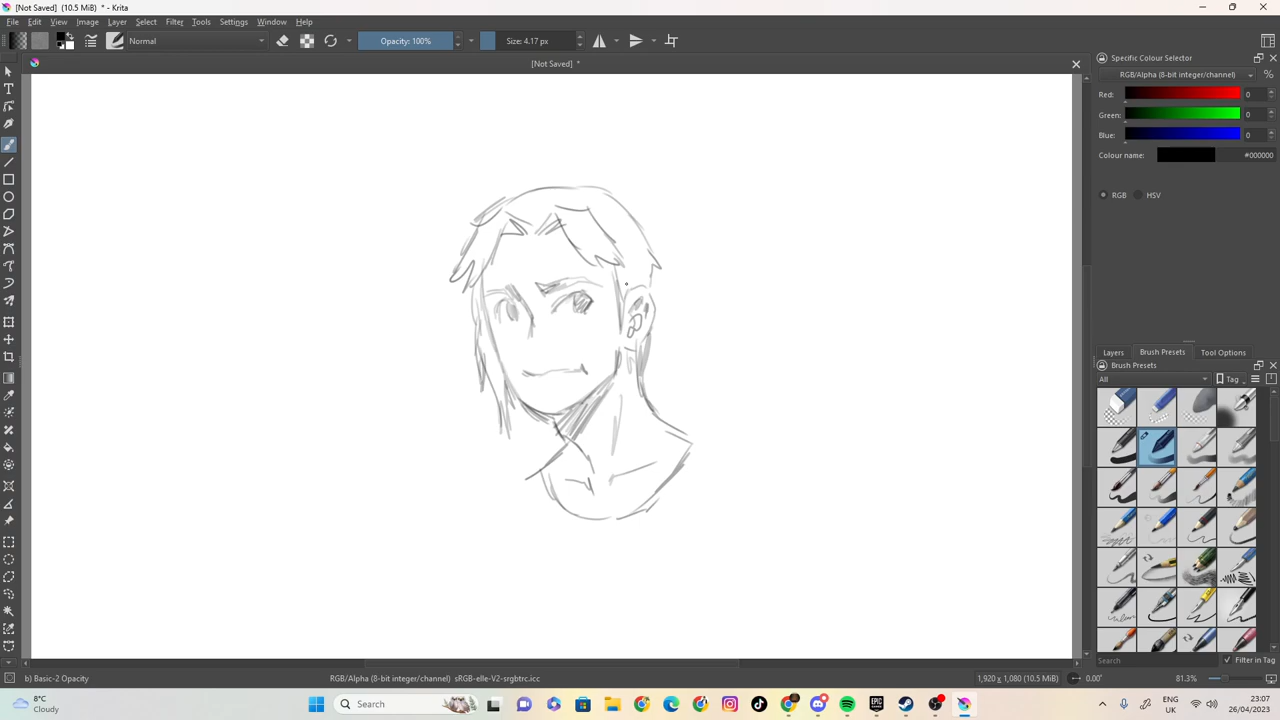 [Not Saved] (10.5 MiB) * - Krita
File Edit View Image Layer Select Filter Tools Settings Window Help
Normal Opacity: 100% Size: 4.17 px
[Not Saved] *
Specific Colour Selector
RGB/Alpha (8-bit integer/channel) %
Red: 0
Green: 0
Blue: 0
Colour name: #000000
RGB HSV
Layers Brush Presets Tool Options
Brush Presets
All Tag
Search Filter in Tag
b) Basic-2 Opacity RGB/Alpha (8-bit integer/channel) sRGB-elle-V2-srgbtrc.icc 1,920 x 1,080 (10.5 MiB) 0.00° 81.3%
8°C
Cloudy
Search
ENG
UK
23:07
26/04/2023